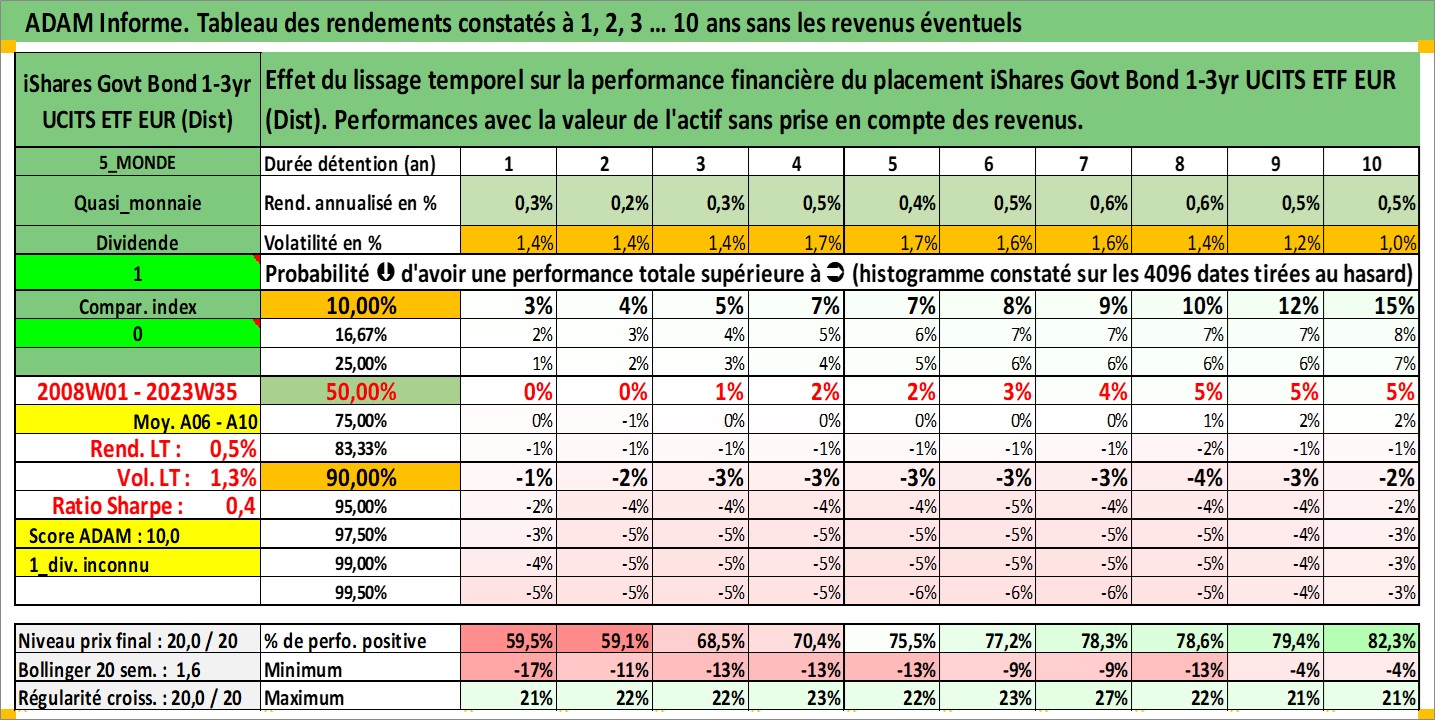 ADAM Informe. Tableau des rendements constatés à 1, 2, 3 ... 10 ans sans les revenus éventuels
iShares Govt Bond 1-3yr
UCITS ETF EUR (Dist)
Effet du lissage temporel sur la performance financière du placement iShares Govt Bond 1-3yr UCITS ETF EUR
(Dist). Performances avec la valeur de l'actif sans prise en compte des revenus.
5_MONDE Durée détention (an) 1 2 3 4 5 6 7 8 9 10
Quasi_monnaie Rend. annualisé en % 0,3% 0,2% 0,3% 0,5% 0,4% 0,5% 0,6% 0,6% 0,5% 0,5%
Dividende Volatilité en % 1,4% 1,4% 1,4% 1,7% 1,7% 1,6% 1,6% 1,4% 1,2% 1,0%
1 Probabilité ⬇ d'avoir une performance totale supérieure à ➲ (histogramme constaté sur les 4096 dates tirées au hasard)
Compar. index 10,00% 3% 4% 5% 7% 7% 8% 9% 10% 12% 15%
0 16,67% 2% 3% 4% 5% 6% 7% 7% 7% 7% 8%
25,00% 1% 2% 3% 4% 5% 6% 6% 6% 6% 7%
2008W01 - 2023W35 50,00% 0% 0% 1% 2% 2% 3% 4% 5% 5% 5%
Moy. A06 - A10 75,00% 0% -1% 0% 0% 0% 0% 0% 1% 2% 2%
Rend. LT : 0,5% 83,33% -1% -1% -1% -1% -1% -1% -1% -2% -1% -1%
Vol. LT : 1,3% 90,00% -1% -2% -3% -3% -3% -3% -3% -4% -3% -2%
Ratio Sharpe : 0,4 95,00% -2% -4% -4% -4% -4% -5% -4% -4% -4% -2%
Score ADAM : 10,0 97,50% -3% -5% -5% -5% -5% -5% -5% -5% -4% -3%
1_div. inconnu 99,00% -4% -5% -5% -5% -5% -5% -5% -5% -4% -3%
99,50% -5% -5% -5% -5% -6% -6% -6% -5% -4% -3%
Niveau prix final : 20,0 / 20 % de perfo. positive 59,5% 59,1% 68,5% 70,4% 75,5% 77,2% 78,3% 78,6% 79,4% 82,3%
Bollinger 20 sem. : 1,6 Minimum -17% -11% -13% -13% -13% -9% -9% -13% -4% -4%
Régularité croiss. : 20,0 / 20 Maximum 21% 22% 22% 23% 22% 23% 27% 22% 21% 21%